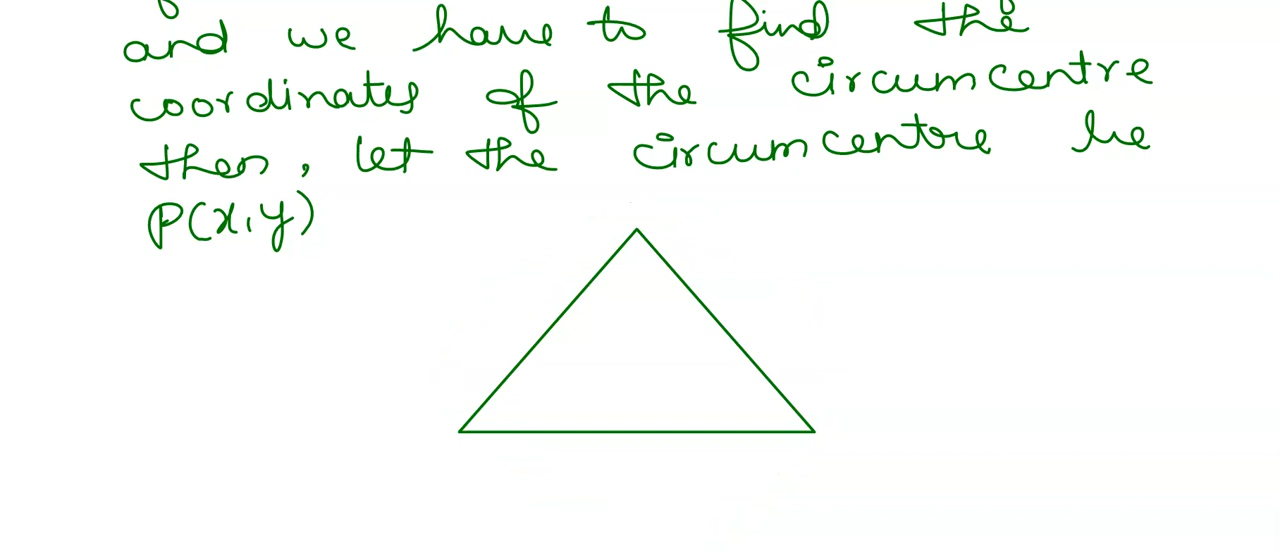 and we have to find the
coordinates of the circumcentre
then, let the circumcentre be
P(x,y)